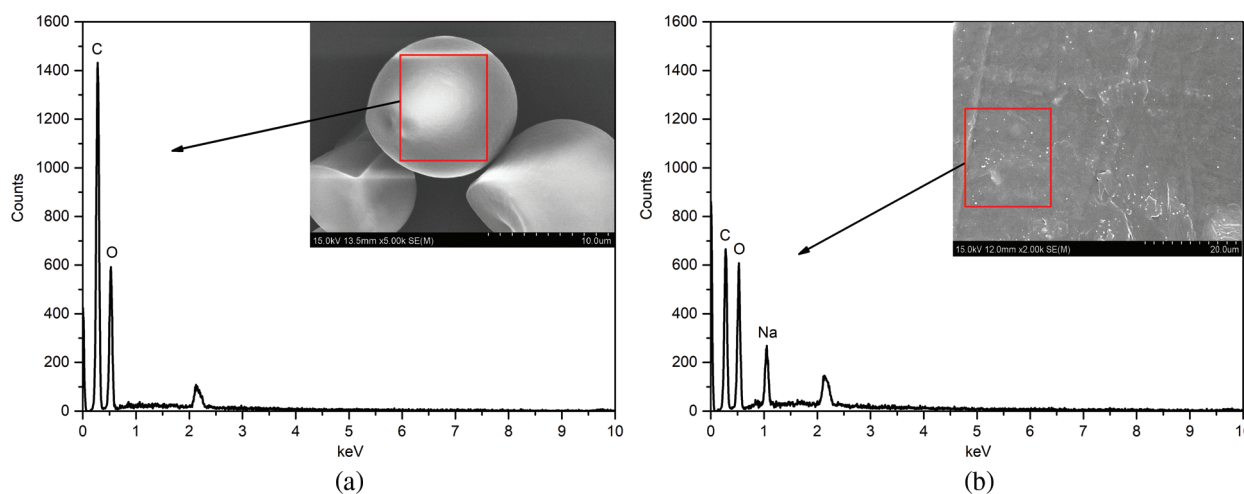 1600
1400
1200
1000
800
600
400
200
0
Counts
C
O
0 1 2 3 4 5 6 7 8 9 10
keV
15.0kV 13.5mm x5.00k SE(M)
10.0um
(a)
1600
1400
1200
1000
800
600
400
200
0
Counts
C
O
Na
0 1 2 3 4 5 6 7 8 9 10
keV
15.0kV 12.0mm x2.00k SE(M)
20.0um
(b)